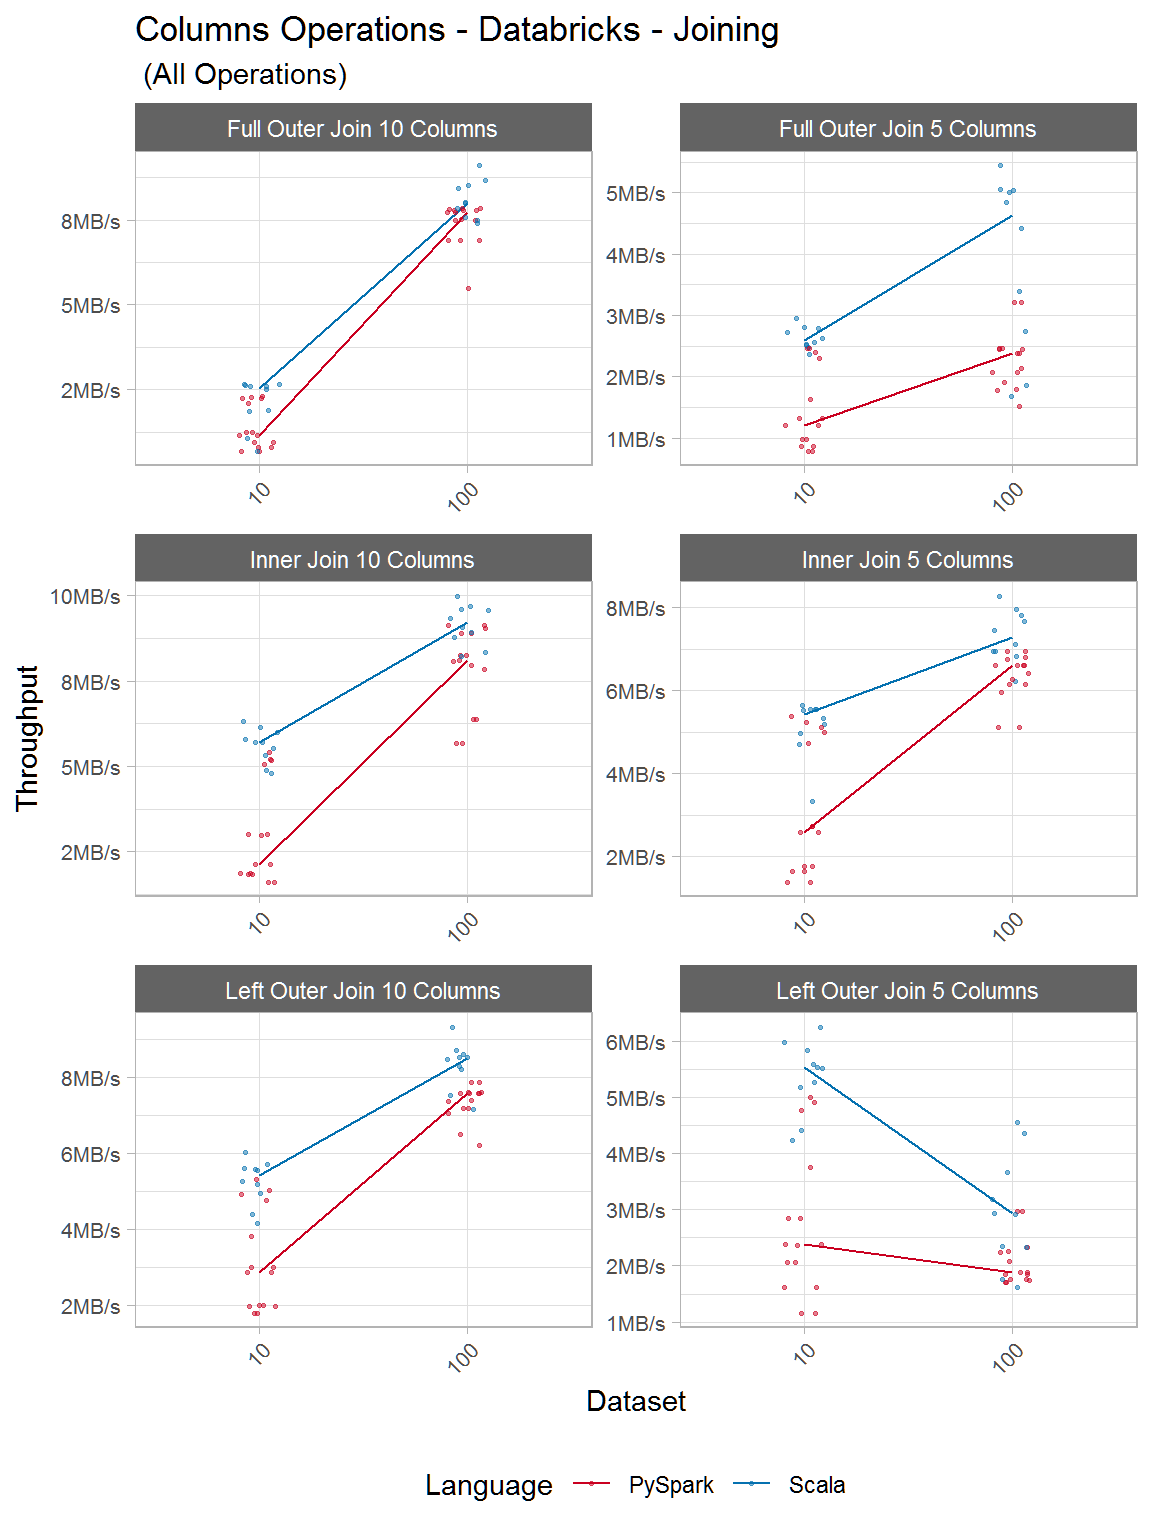 Columns Operations - Databricks - Joining
(All Operations)
Full Outer Join 10 Columns
8MB/s
5MB/s
2MB/s
10
100
Full Outer Join 5 Columns
5MB/s
4MB/s
3MB/s
2MB/s
1MB/s
10
100
Throughput
Inner Join 10 Columns
10MB/s
8MB/s
5MB/s
2MB/s
10
100
Inner Join 5 Columns
8MB/s
6MB/s
4MB/s
2MB/s
10
100
Left Outer Join 10 Columns
8MB/s
6MB/s
4MB/s
2MB/s
10
100
Left Outer Join 5 Columns
6MB/s
5MB/s
4MB/s
3MB/s
2MB/s
1MB/s
10
100
Dataset
Language PySpark Scala